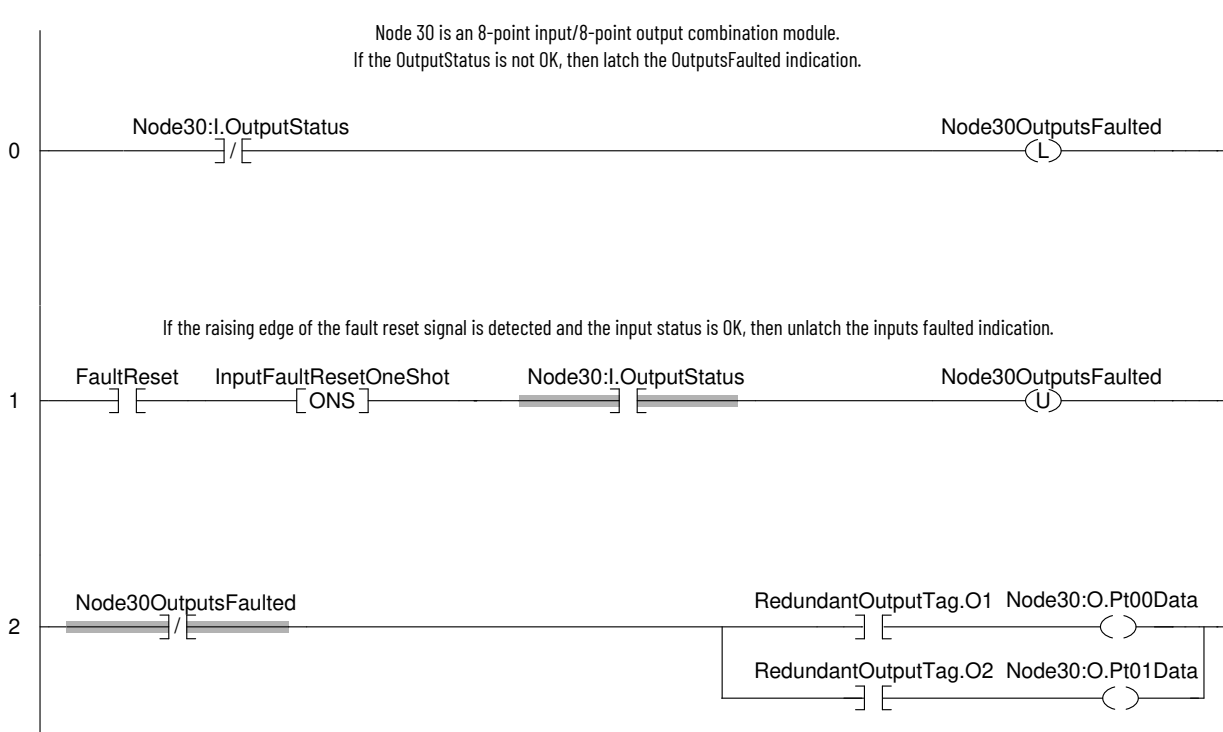 Node 30 is an 8-point input/8-point output combination module.
If the OutputStatus is not OK, then latch the OutputsFaulted indication.
Node30:I.OutputStatus
Node30OutputsFaulted
0
/
L
If the raising edge of the fault reset signal is detected and the input status is OK, then unlatch the inputs faulted indication.
FaultReset
InputFaultResetOneShot
Node30:I.OutputStatus
Node30OutputsFaulted
1
ONS
U
Node30OutputsFaulted
RedundantOutputTag.O1
Node30:O.Pt00Data
2
/
RedundantOutputTag.O2
Node30:O.Pt01Data